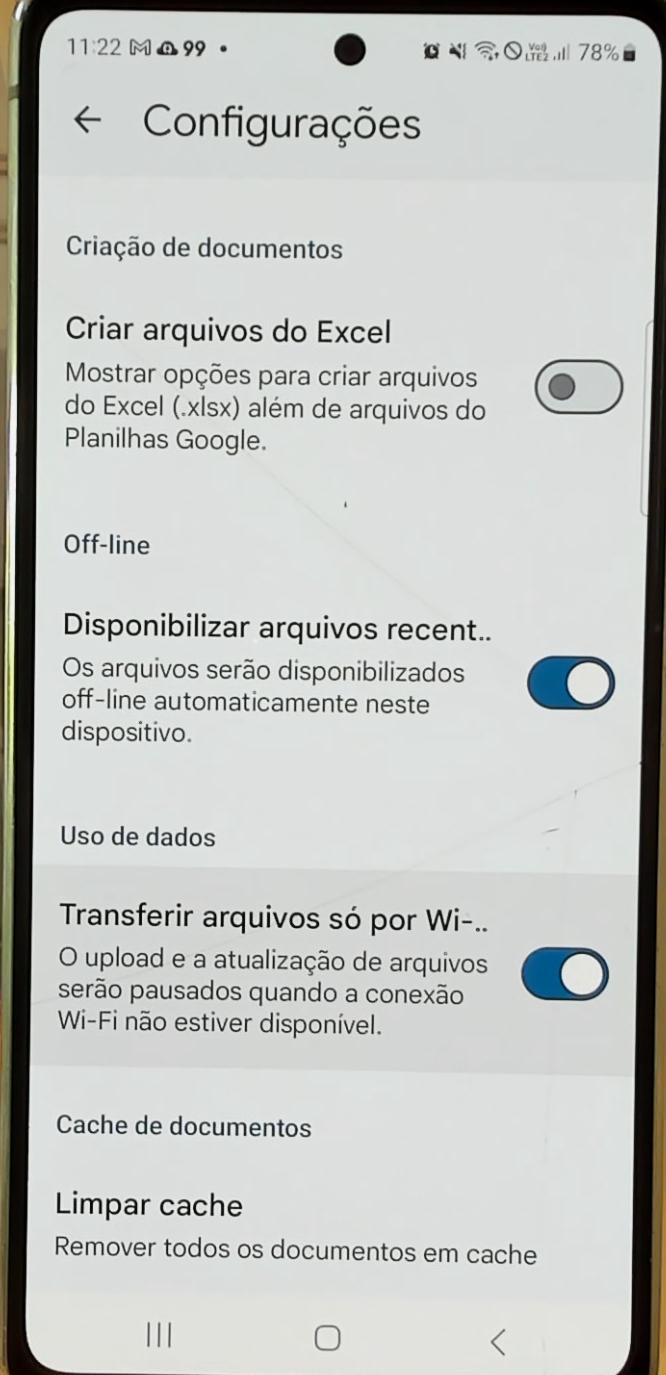 11:22 99
Voo) LTE2 78%
Configurações
Criação de documentos
Criar arquivos do Excel
Mostrar opções para criar arquivos
do Excel (.xlsx) além de arquivos do
Planilhas Google.
Off-line
Disponibilizar arquivos recent..
Os arquivos serão disponibilizados
off-line automaticamente neste
dispositivo.
Uso de dados
Transferir arquivos só por Wi-..
O upload e a atualização de arquivos
serão pausados quando a conexão
Wi-Fi não estiver disponível.
Cache de documentos
Limpar cache
Remover todos os documentos em cache